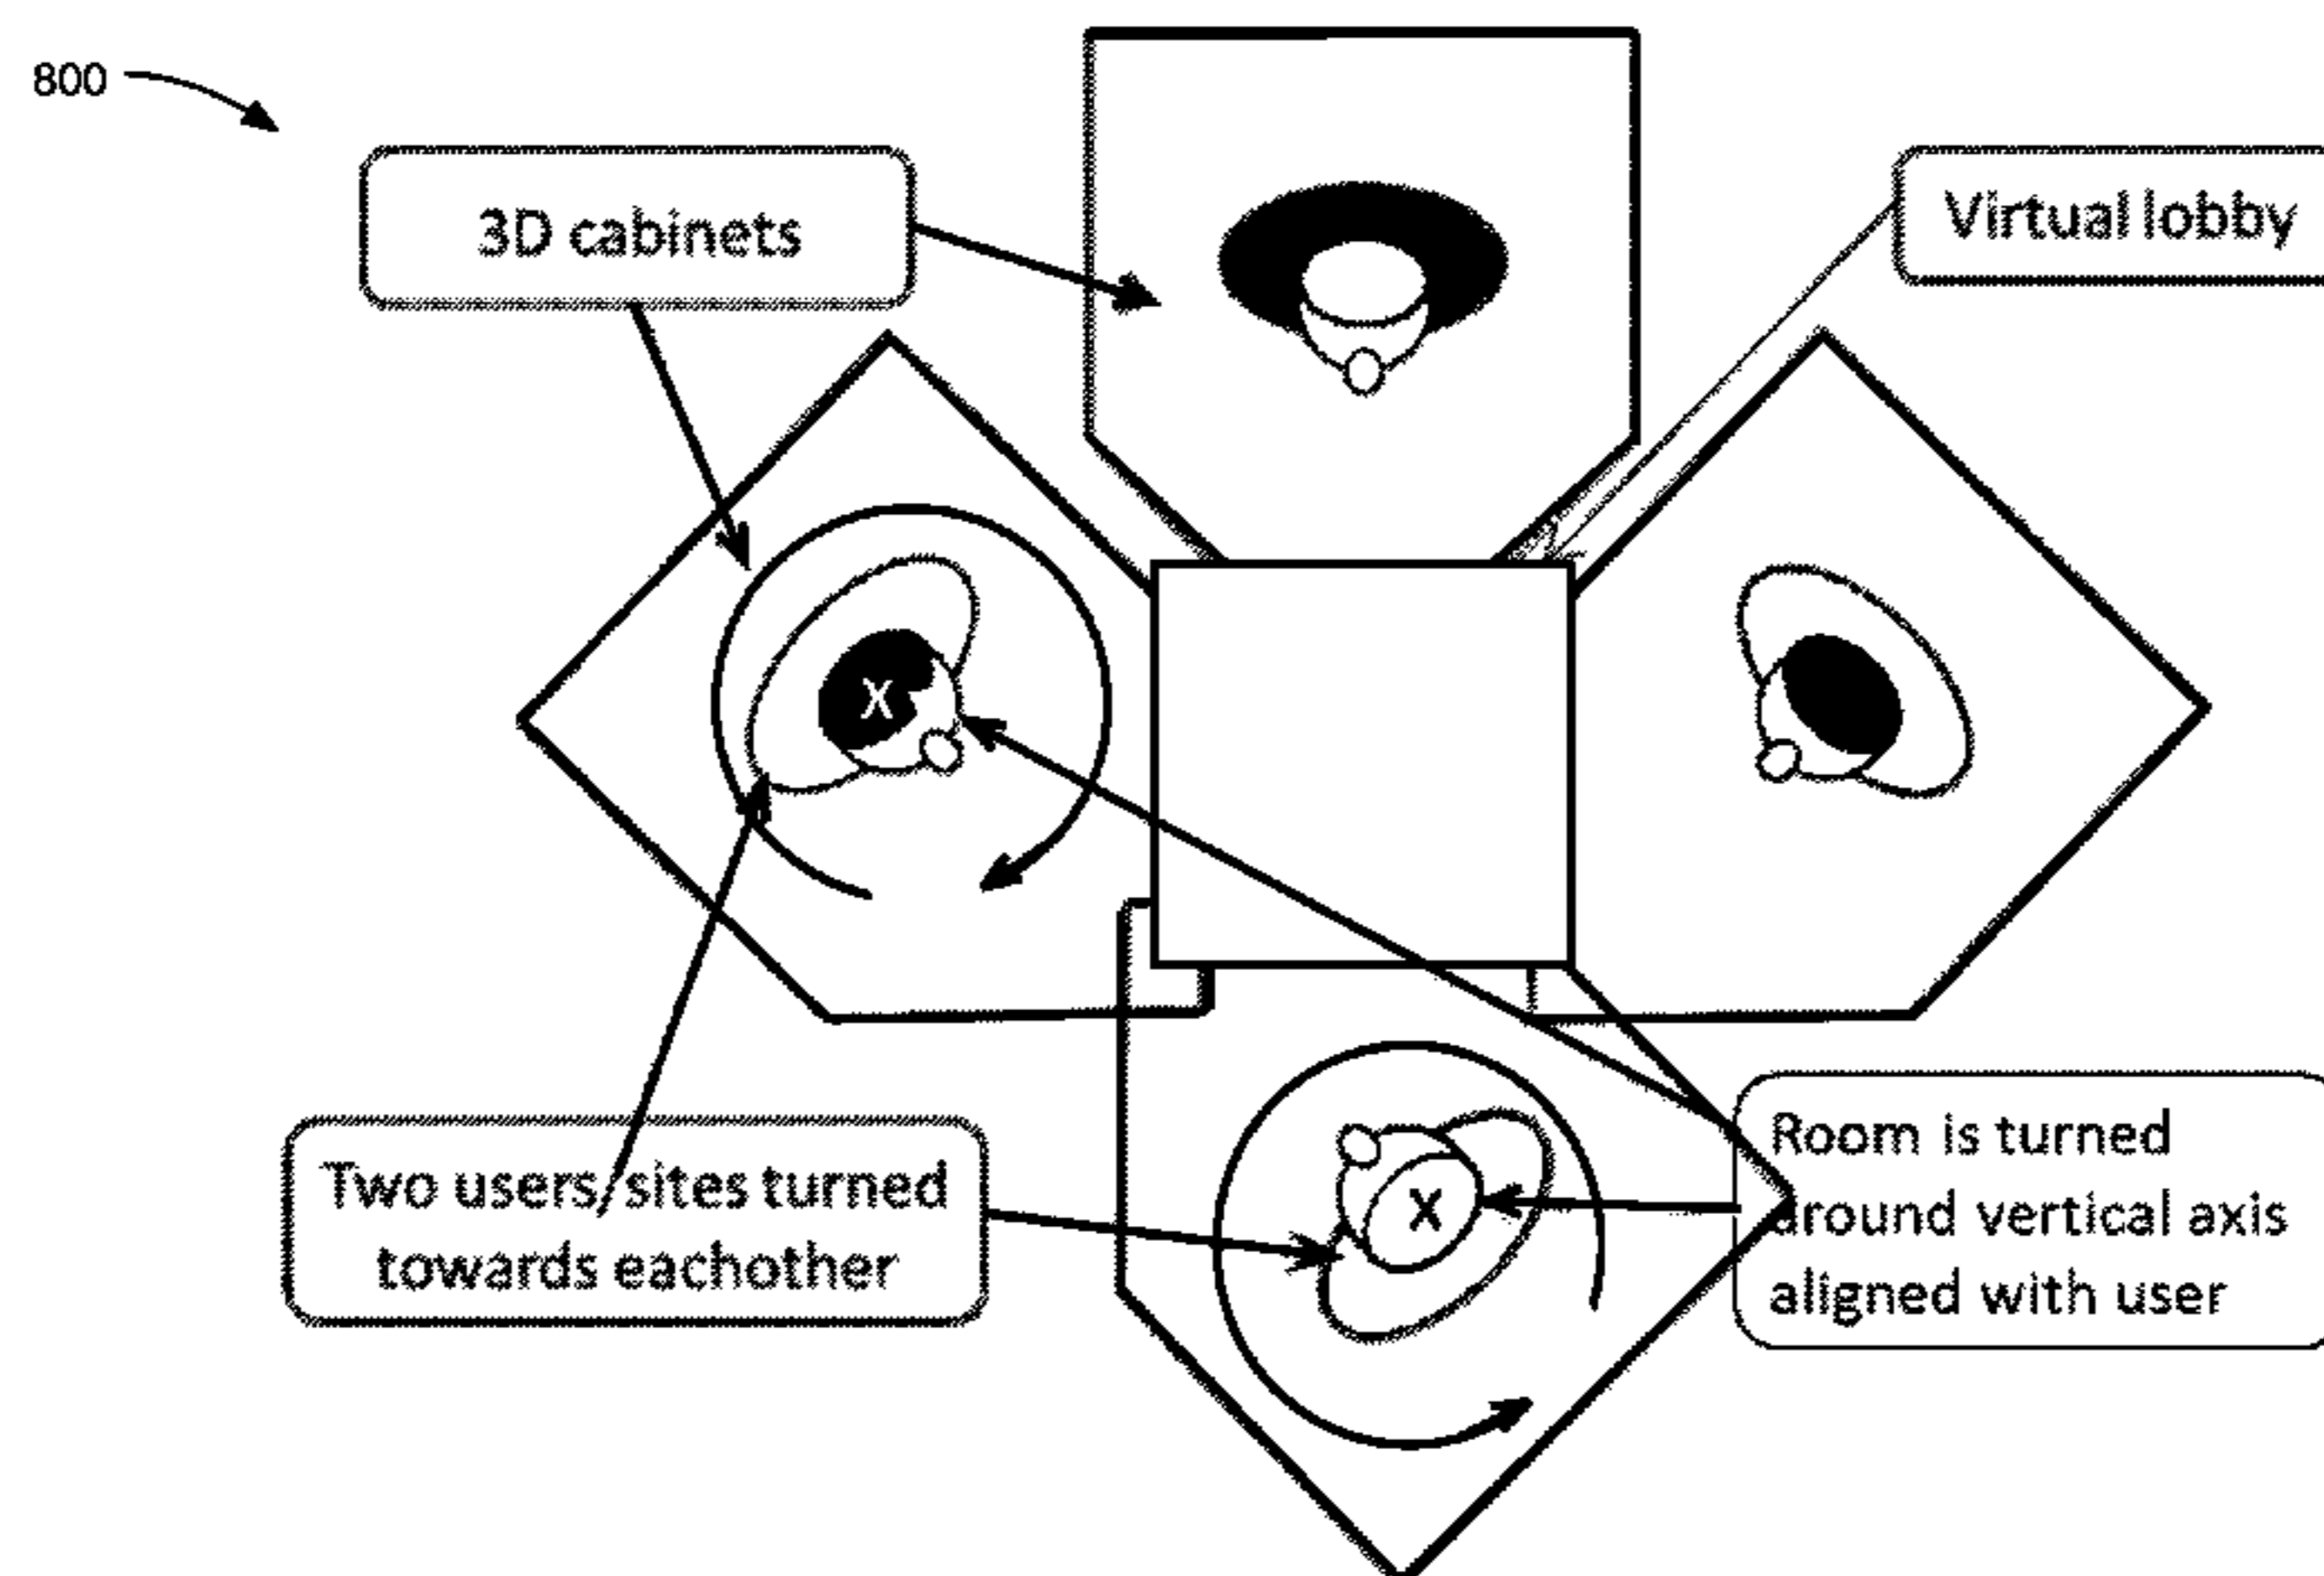 800
3D cabinets
Virtual lobby
X
X
Two users/sites turned
towards eachother
Room is turned
around vertical axis
aligned with user